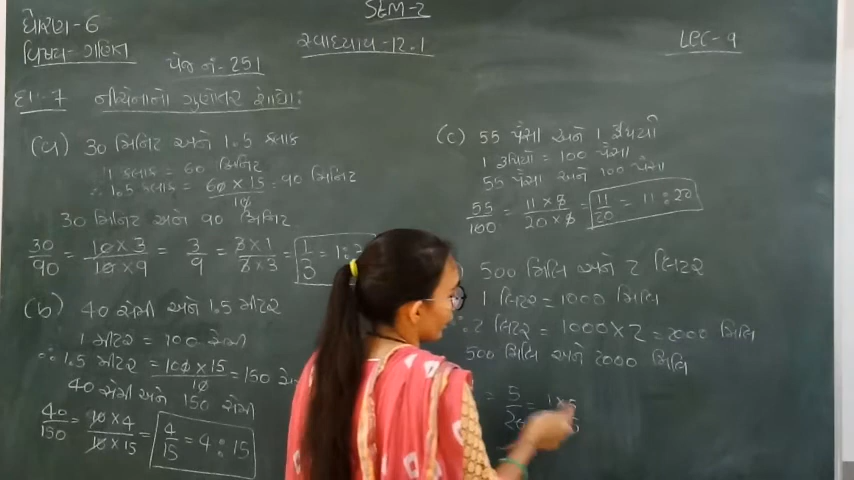 SEM-2
ધોરણ-6
વિષય-ગણિત
સ્વાધ્યાય-12.1
LEC-9
પેજ નં-251
દા-7 નીચેનાનો ગુણોત્તર શોધો:
(a) 30 મિનિટ અને 1.5 કલાક
1 કલાક = 60 મિનિટ
∴ 1.5 કલાક = 60 × 15 / 10 = 90 મિનિટ
30 મિનિટ અને 90 મિનિટ
30/90 = 10 × 3 / 10 × 9 = 3/9 = 3 × 1 / 3 × 3 = 1/3 = 1:
(b) 40 સેમી અને 1.5 મીટર
1 મીટર = 100 સેમી
∴ 1.5 મીટર = 100 × 15 / 10 = 150 સે
40 સેમી અને 150 સેમી
40/150 = 10 × 4 / 10 × 15 = 4/15 = 4:15
(c) 55 પૈસા અને 1 રૂપિયો
1 રૂપિયો = 100 પૈસા
55 પૈસા અને 100 પૈસા
55/100 = 11 × 5 / 20 × 5 = 11/20 = 11:20
500 મિલિ અને 2 લિટર
1 લિટર = 1000 મિલિ
∴ 2 લિટર = 1000 × 2 = 2000 મિલિ
500 મિલિ અને 2000 મિલિ
= 5/20 = 1 × 5